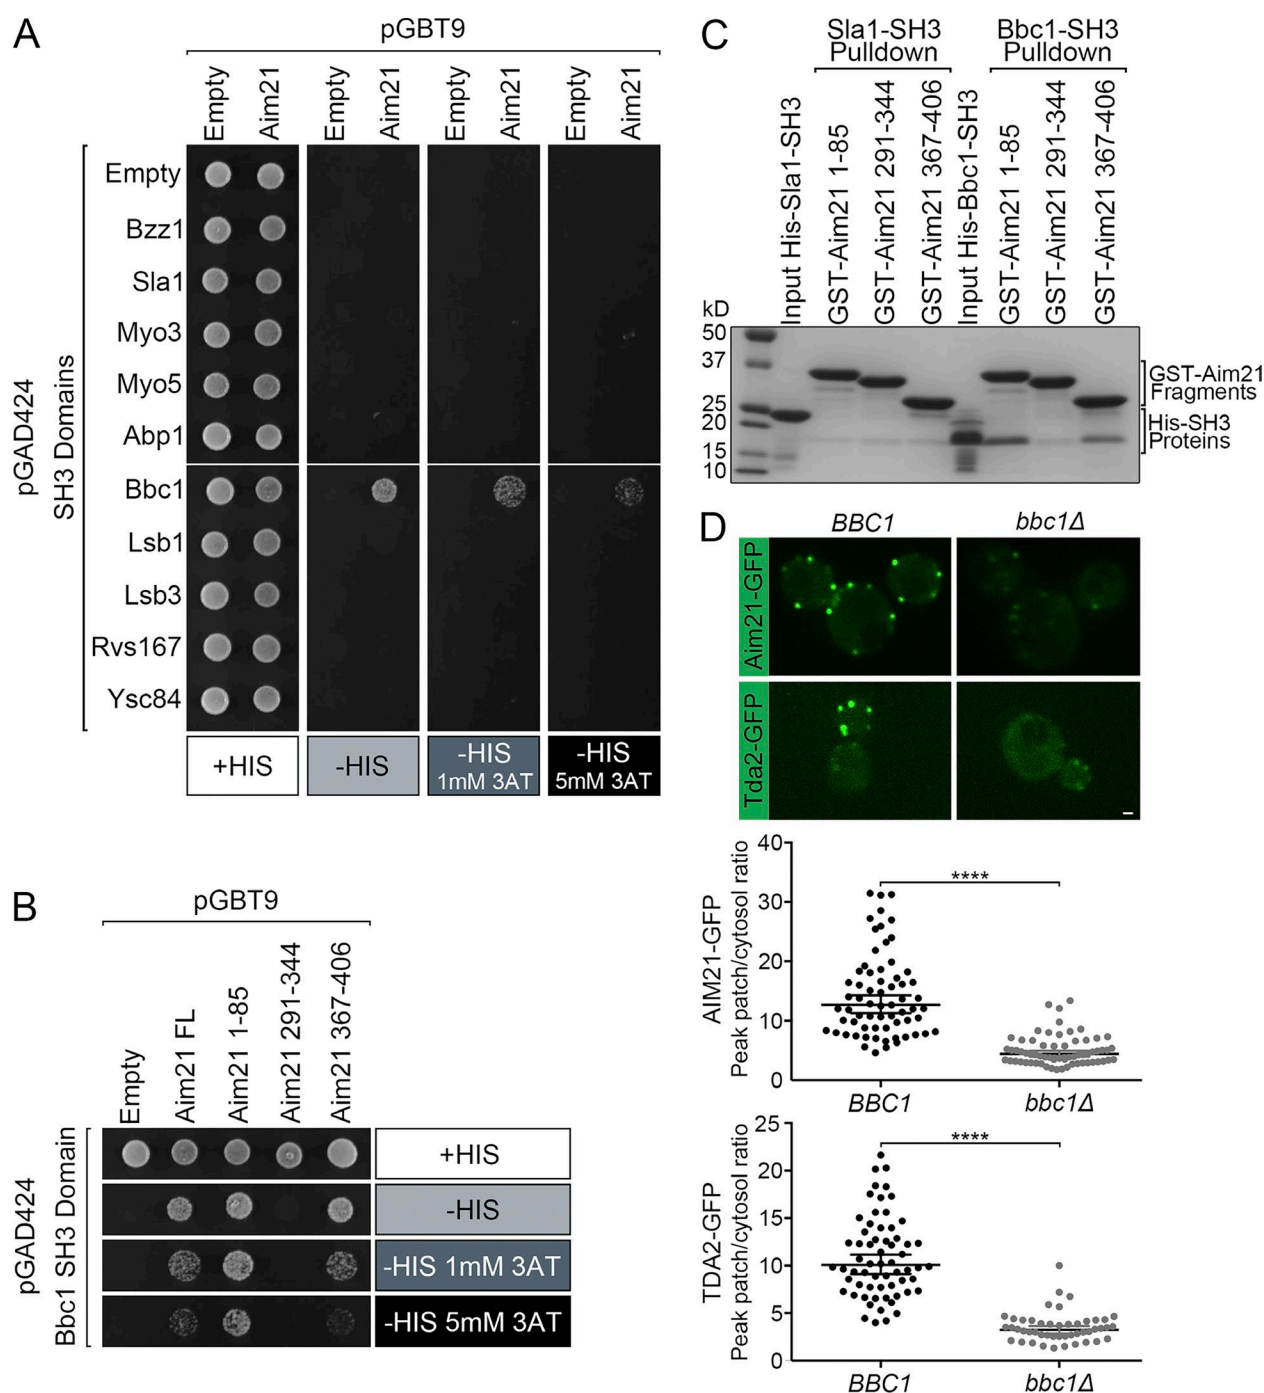 A
pGBT9
Empty
Aim21
Empty
Aim21
Empty
Aim21
Empty
Aim21
pGAD424
SH3 Domains
Empty
Bzz1
Sla1
Myo3
Myo5
Abp1
Bbc1
Lsb1
Lsb3
Rvs167
Ysc84
+HIS
-HIS
-HIS
1mM 3AT
-HIS
5mM 3AT
B
pGBT9
Empty
Aim21 FL
Aim21 1-85
Aim21 291-344
Aim21 367-406
pGAD424
Bbc1 SH3 Domain
+HIS
-HIS
-HIS 1mM 3AT
-HIS 5mM 3AT
C
Sla1-SH3
Pulldown
Bbc1-SH3
Pulldown
Input His-Sla1-SH3
GST-Aim21 1-85
GST-Aim21 291-344
GST-Aim21 367-406
Input His-Bbc1-SH3
GST-Aim21 1-85
GST-Aim21 291-344
GST-Aim21 367-406
kD
50
37
25
20
15
10
GST-Aim21
Fragments
His-SH3
Proteins
D
BBC1
bbc1Δ
Aim21-GFP
Tda2-GFP
AIM21-GFP
Peak patch/cytosol ratio
40
30
20
10
0
****
BBC1
bbc1Δ
TDA2-GFP
Peak patch/cytosol ratio
25
20
15
10
5
0
****
BBC1
bbc1Δ